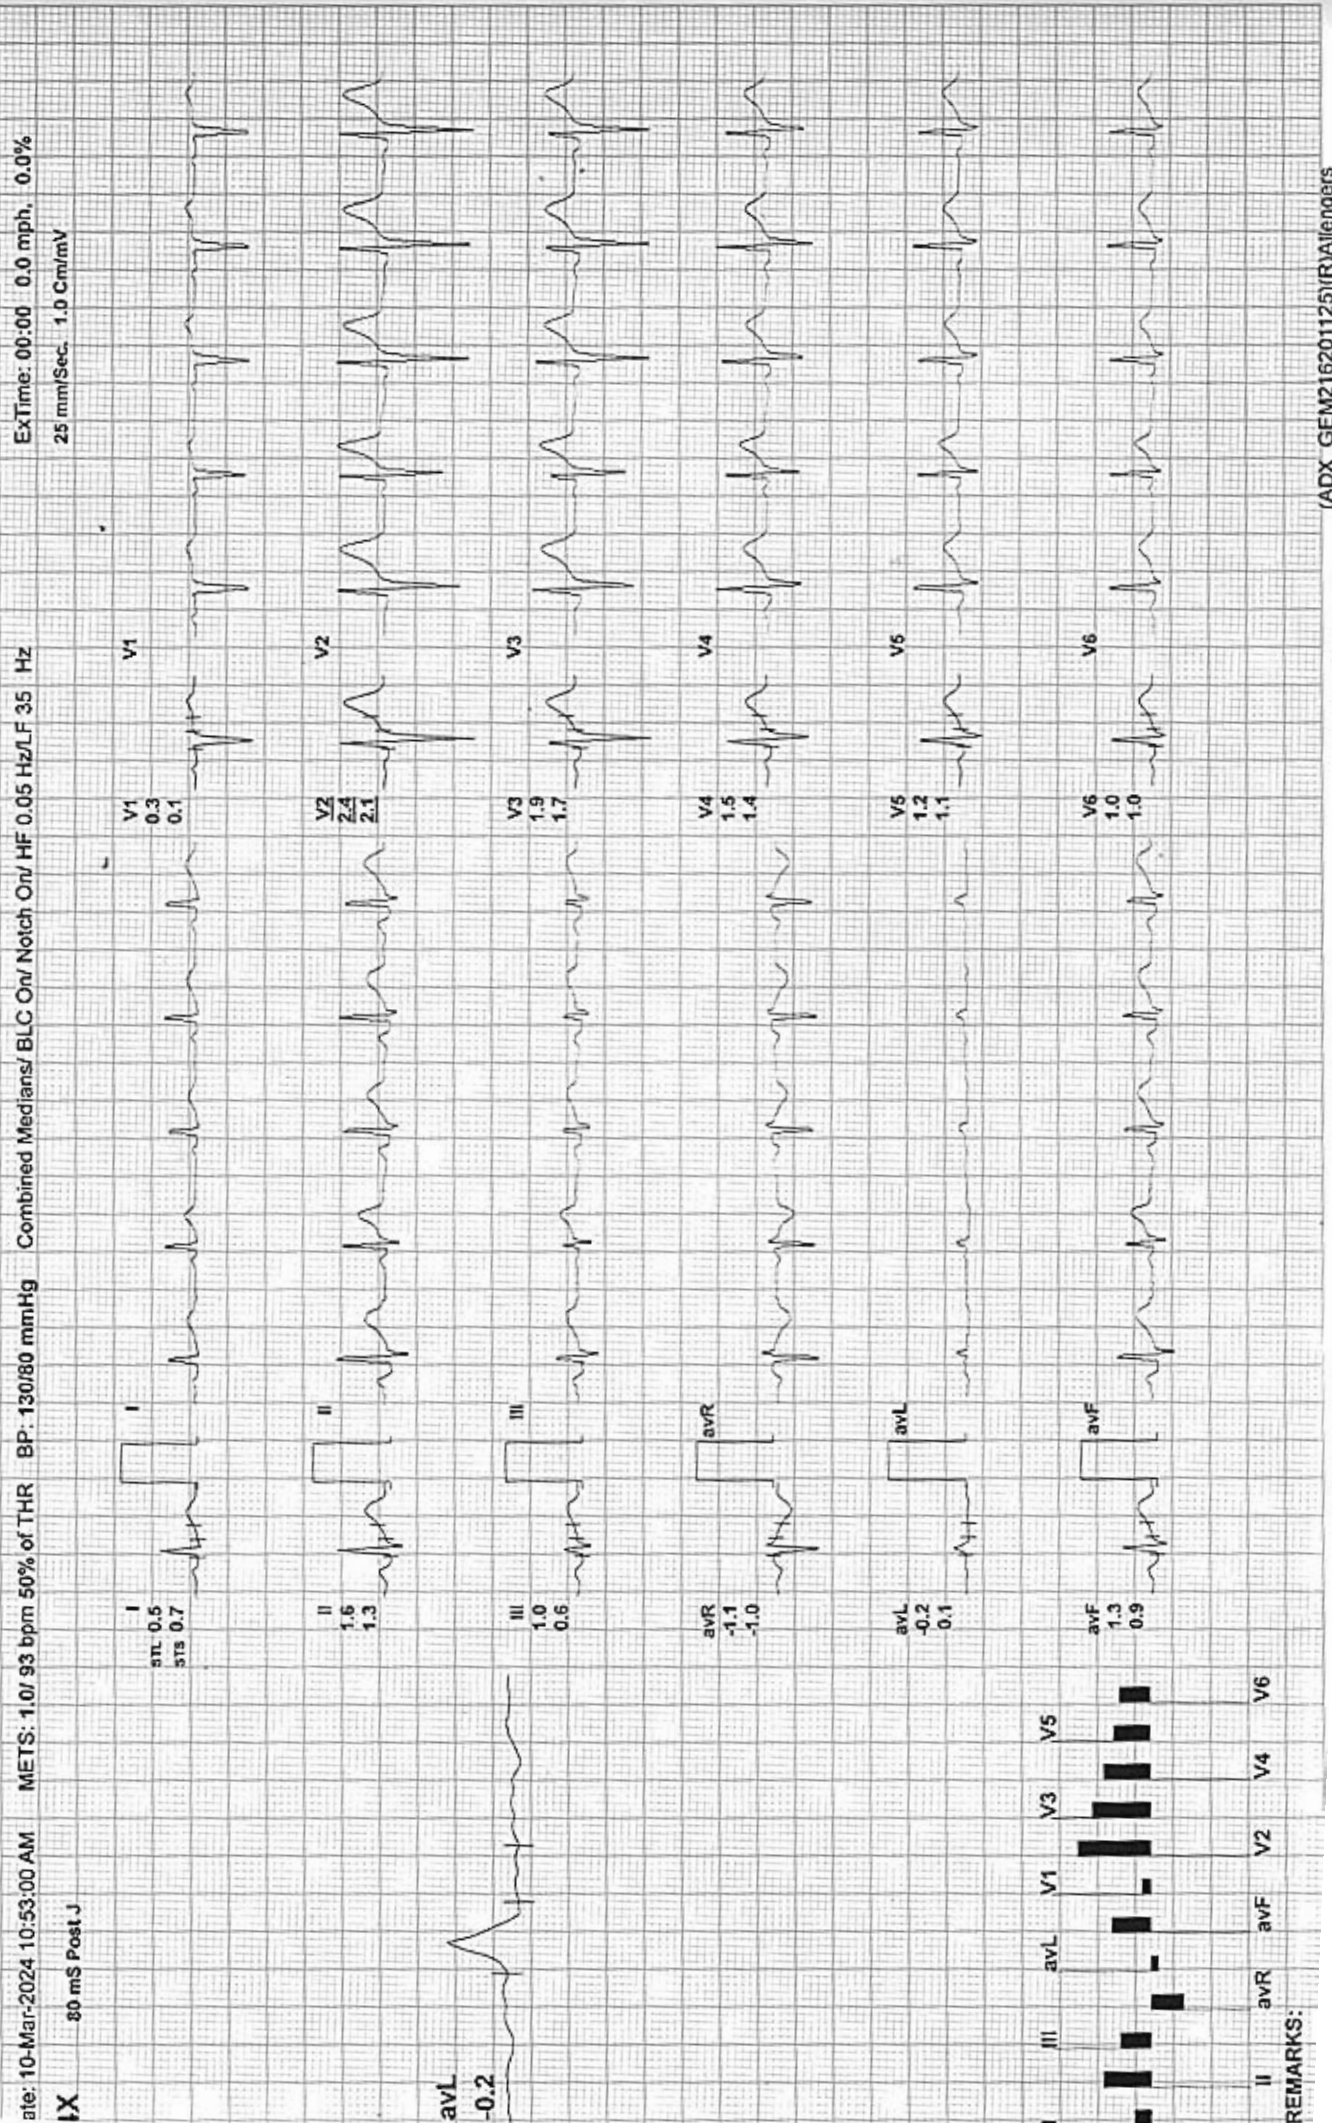 ate: 10-Mar-2024 10:53:00 AM METS: 1.0/ 93 bpm 50% of THR BP: 130/80 mmHg Combined Medians/ BLC On/ Notch On/ HF 0.05 Hz/LF 35 Hz ExTime: 00:00 0.0 mph, 0.0%
80 mS Post J 25 mm/Sec. 1.0 Cm/mV
I
STL 0.5
STS 0.7
I
V1
0.3
0.1
V1
II
1.6
1.3
II
V2
2.4
2.1
V2
avL
-0.2
III
1.0
0.6
III
V3
1.9
1.7
V3
avR
-1.1
-1.0
avR
V4
1.5
1.4
V4
avL
-0.2
0.1
avL
V5
1.2
1.1
V5
avF
1.3
0.9
avF
V6
1.0
1.0
V6
III avL V1 V3 V5
II avR avF V2 V4 V6
REMARKS:
(ADX_GEM216201125)(R)Allengers